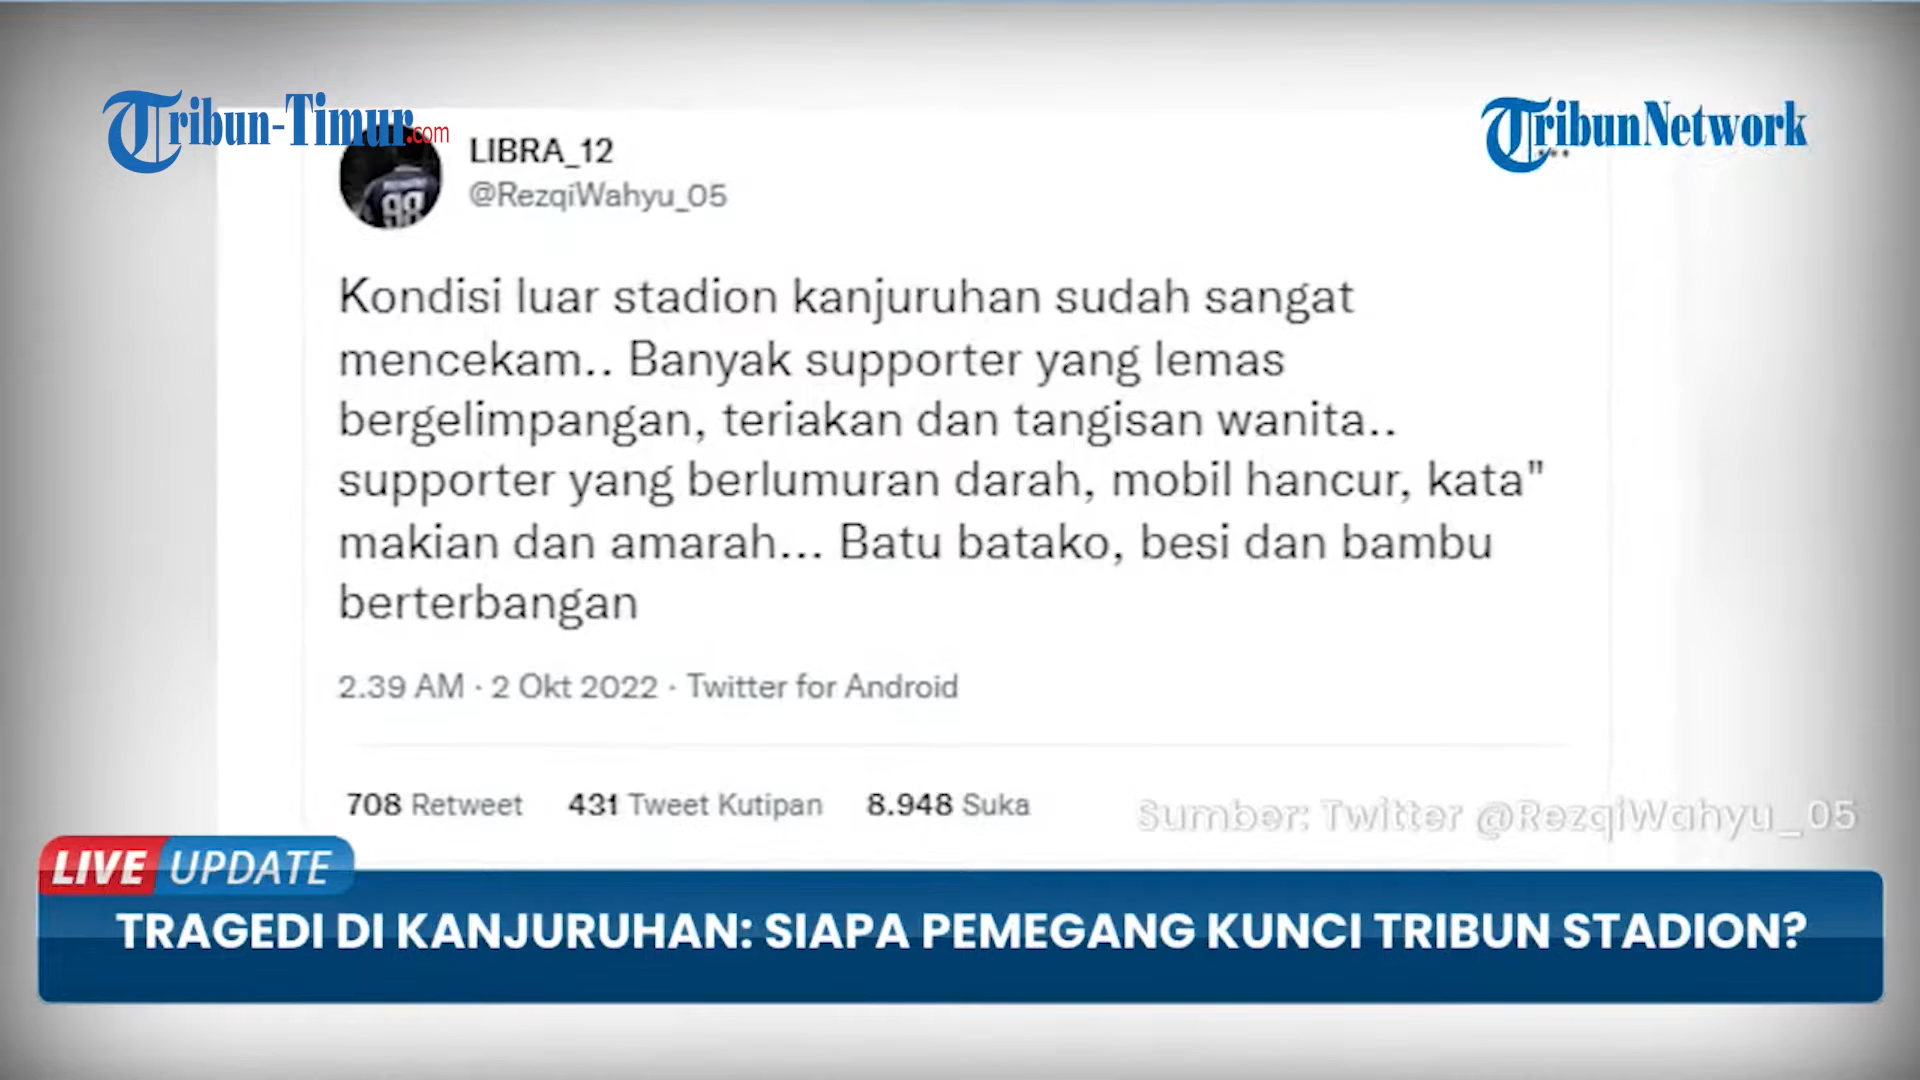 Tribun-Timur.com
TribunNetwork
LIBRA_12
@RezqiWahyu_05
Kondisi luar stadion kanjuruhan sudah sangat
mencekam.. Banyak supporter yang lemas
bergelimpangan, teriakan dan tangisan wanita..
supporter yang berlumuran darah, mobil hancur, kata"
makian dan amarah... Batu batako, besi dan bambu
berterbangan
2.39 AM · 2 Okt 2022 · Twitter for Android
708 Retweet 431 Tweet Kutipan 8.948 Suka
Sumber: Twitter @RezqiWahyu_05
LIVE UPDATE
TRAGEDI DI KANJURUHAN: SIAPA PEMEGANG KUNCI TRIBUN STADION?